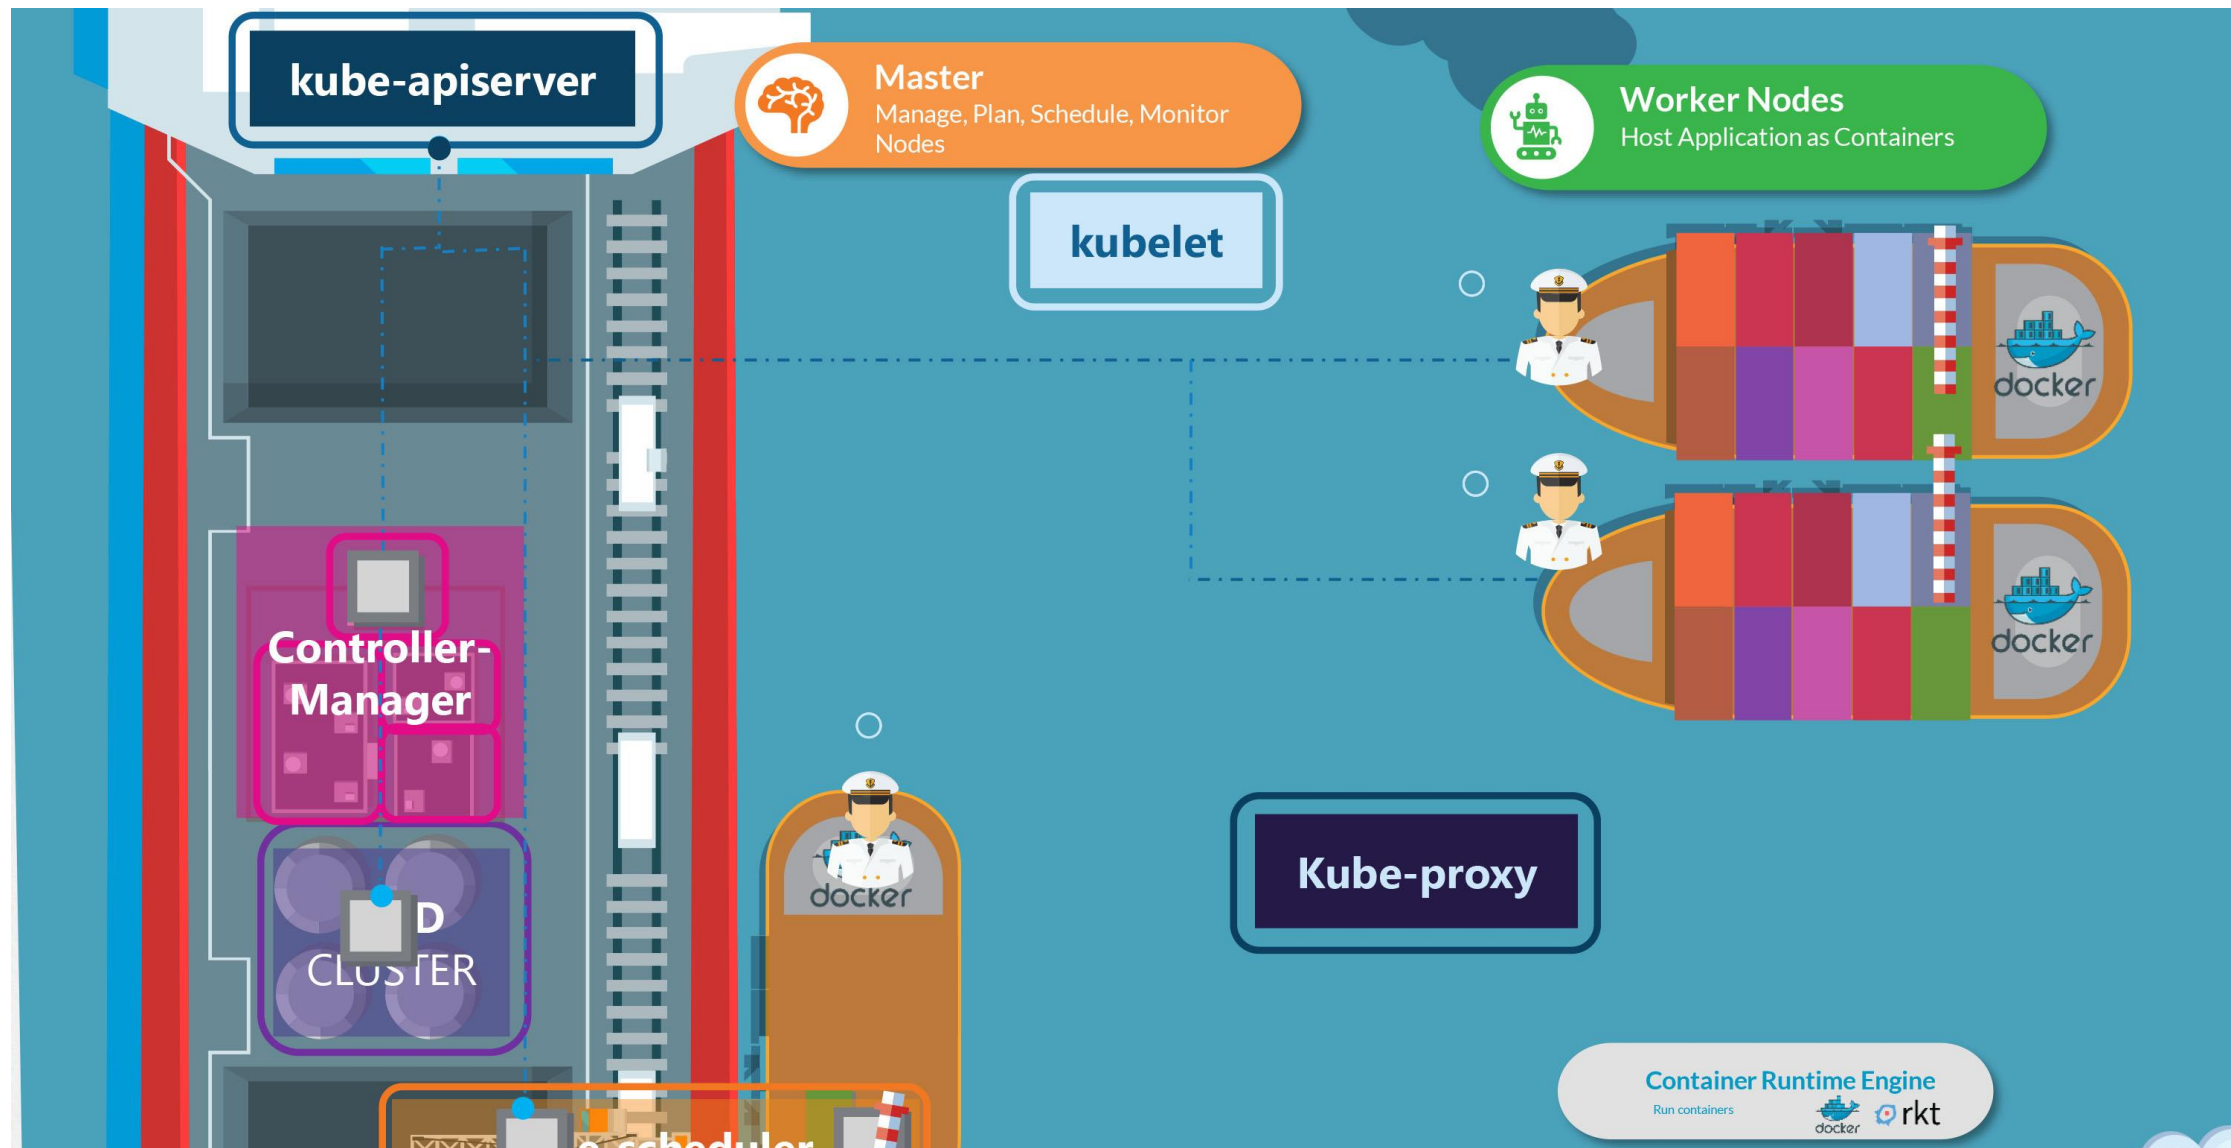 kube-apiserver
Master
Manage, Plan, Schedule, Monitor
Nodes
Worker Nodes
Host Application as Containers
kubelet
docker
docker
Controller-
Manager
docker
Kube-proxy
D
CLUSTER
Container Runtime Engine
Run containers
docker
rkt
e-scheduler